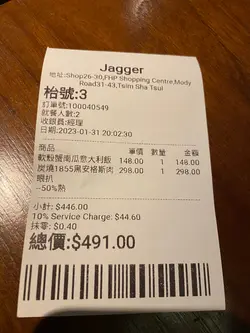 Jagger
地址:Shop26-30,FHP Shopping Centre,Mody
Road31-43,Tsim Sha Tsui
枱號:3
訂單號:100040549
就餐人數:2
收銀員:經理
日期:2023-01-31 20:02:30
商品 單價 數量 金額
軟殼蟹南瓜意大利飯 148.00 1 148.00
炭燒1855黑安格斯肉 298.00 1 298.00
眼扒
-50%熟
小計:$446.00
10% Service Charge: $44.60
抹零: $0.40
總價:$491.00